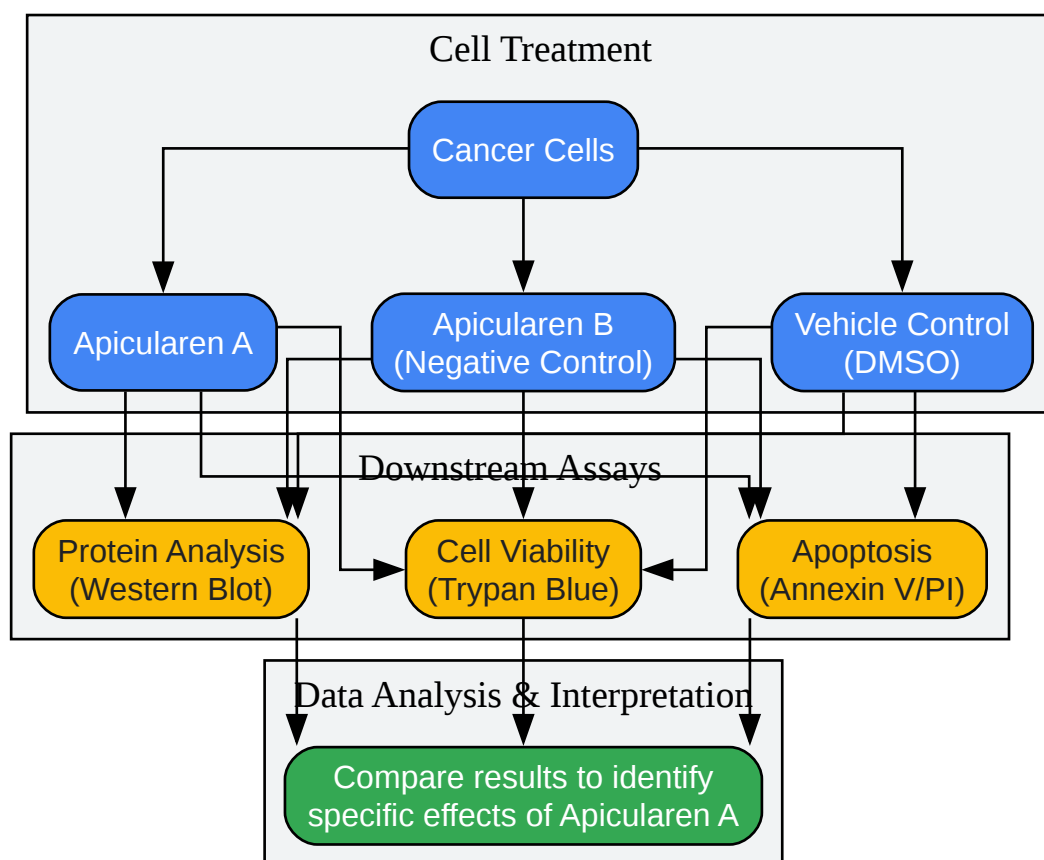 Cell Treatment
Cancer Cells
Apicularen A
Apicularen B
(Negative Control)
Vehicle Control
(DMSO)
Downstream Assays
Protein Analysis
(Western Blot)
Cell Viability
(Trypan Blue)
Apoptosis
(Annexin V/PI)
Data Analysis & Interpretation
Compare results to identify
specific effects of Apicularen A